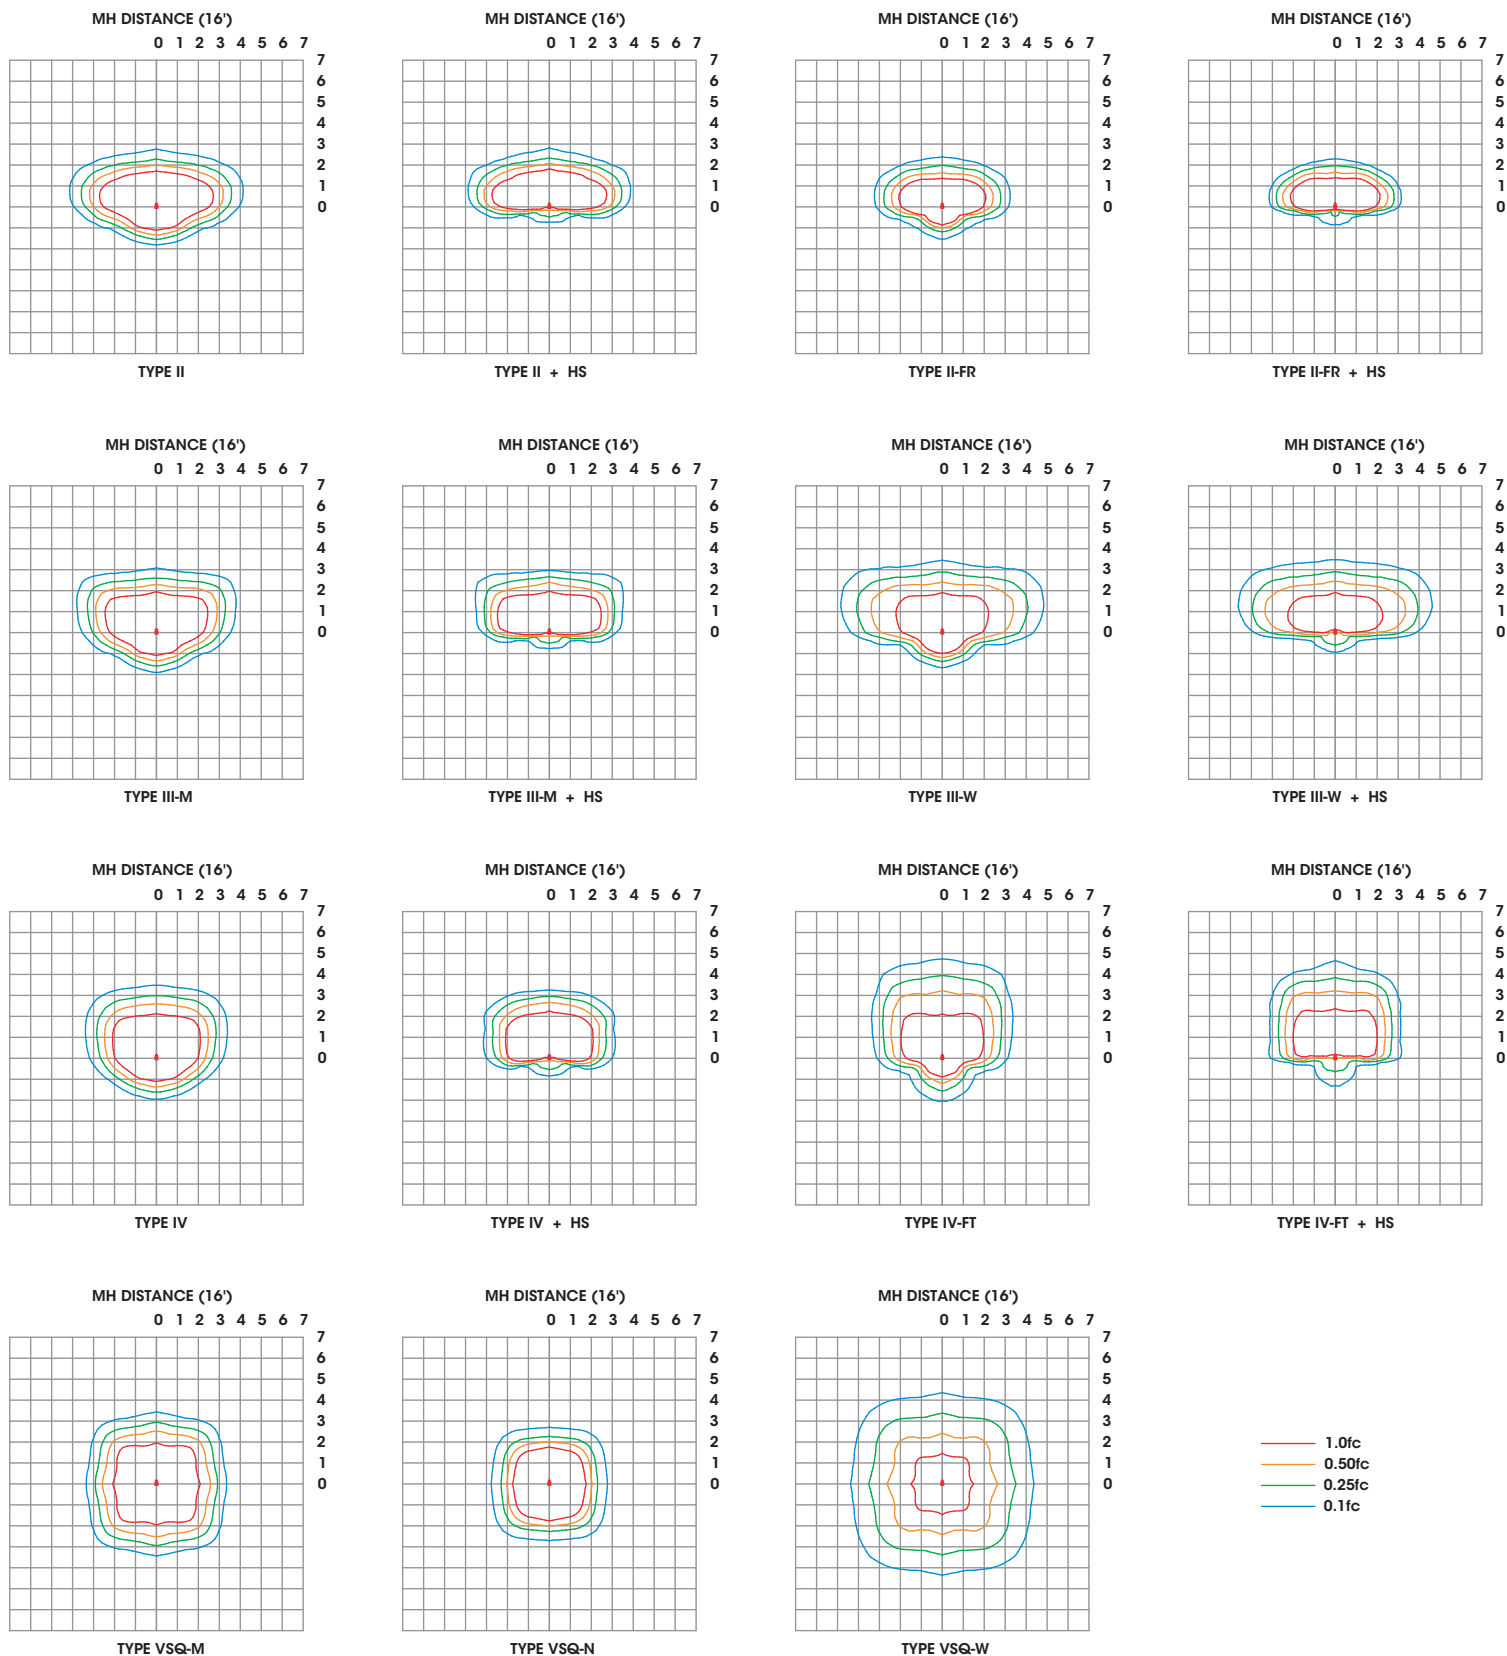 MH DISTANCE (16') MH DISTANCE (16') MH DISTANCE (16') MH DISTANCE (16')
0 1 2 3 4 5 6 7 0 1 2 3 4 5 6 7 0 1 2 3 4 5 6 7 0 1 2 3 4 5 6 7
7 7 7 7
6 6 6 6
5 5 5 5
4 4 4 4
3 3 3 3
2 2 2 2
1 1 1 1
0 0 0 0
TYPE II TYPE II + HS TYPE II-FR TYPE II-FR + HS
MH DISTANCE (16') MH DISTANCE (16') MH DISTANCE (16') MH DISTANCE (16')
0 1 2 3 4 5 6 7 0 1 2 3 4 5 6 7 0 1 2 3 4 5 6 7 0 1 2 3 4 5 6 7
7 7 7 7
6 6 6 6
5 5 5 5
4 4 4 4
3 3 3 3
2 2 2 2
1 1 1 1
0 0 0 0
TYPE III-M TYPE III-M + HS TYPE III-W TYPE III-W + HS
MH DISTANCE (16') MH DISTANCE (16') MH DISTANCE (16') MH DISTANCE (16')
0 1 2 3 4 5 6 7 0 1 2 3 4 5 6 7 0 1 2 3 4 5 6 7 0 1 2 3 4 5 6 7
7 7 7 7
6 6 6 6
5 5 5 5
4 4 4 4
3 3 3 3
2 2 2 2
1 1 1 1
0 0 0 0
TYPE IV TYPE IV + HS TYPE IV-FT TYPE IV-FT + HS
MH DISTANCE (16') MH DISTANCE (16') MH DISTANCE (16')
0 1 2 3 4 5 6 7 0 1 2 3 4 5 6 7 0 1 2 3 4 5 6 7
7 7 7
6 6 6
5 5 5
4 4 4
3 3 3
2 2 2
1 1 1
0 0 0
TYPE VSQ-M TYPE VSQ-N TYPE VSQ-W
1.0fc
0.50fc
0.25fc
0.1fc